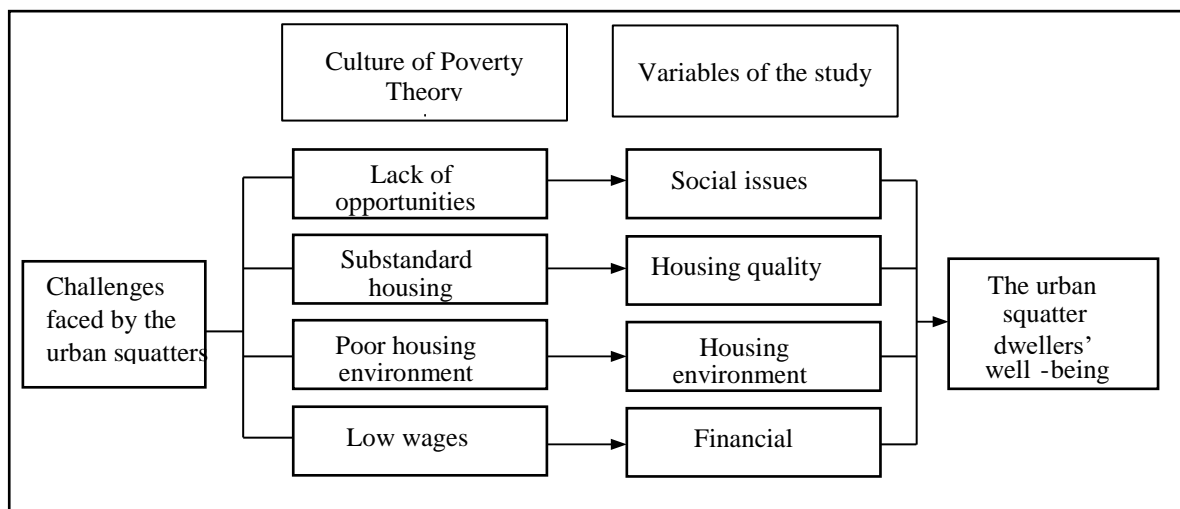 Culture of Poverty
Theory
Variables of the study
Lack of
opportunities
Social issues
Substandard
housing
Housing quality
Challenges
faced by the
urban squatters
The urban
squatter
dwellers’
well -being
Poor housing
environment
Housing
environment
Low wages
Financial